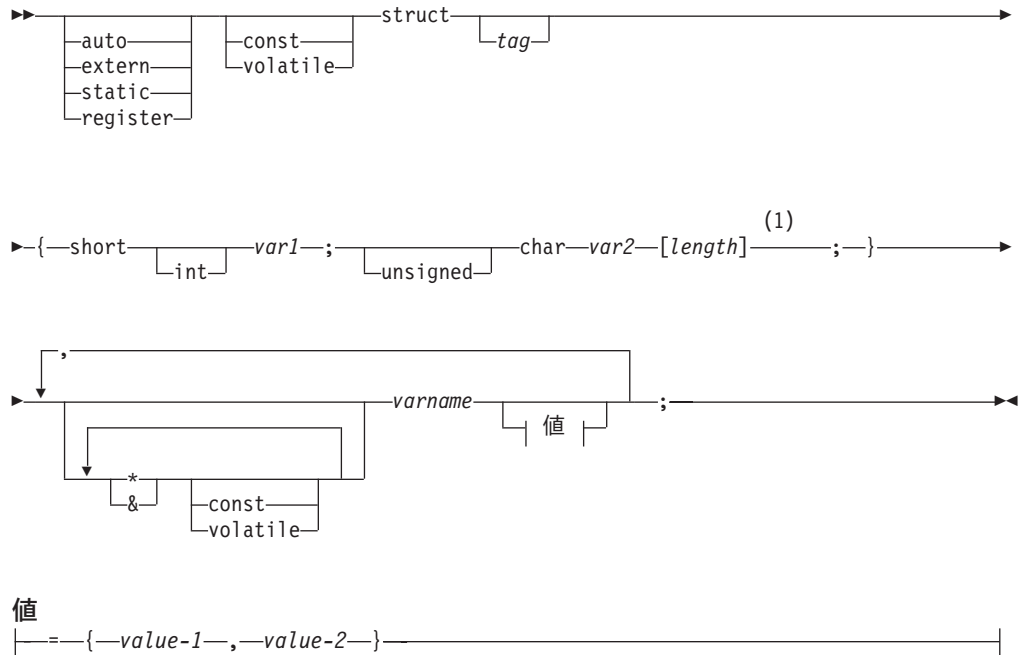 struct
auto const tag
extern volatile
static
register
(1)
{ short var1 ; char var2 [length] ; }
int unsigned
,
varname ;
値
*
& const
volatile
値
= { value-1 , value-2 }